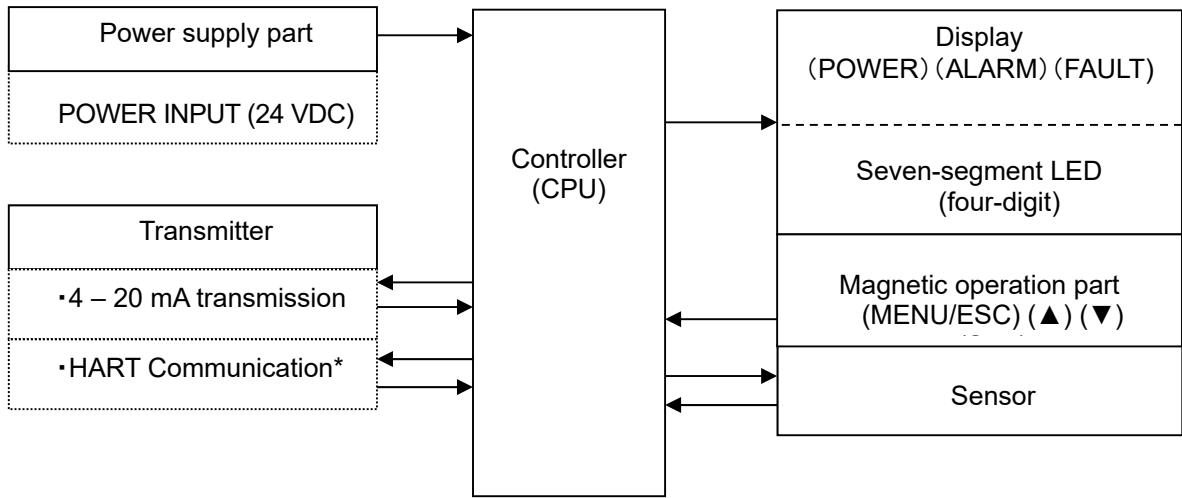 Power supply part
POWER INPUT (24 VDC)
Transmitter
・4 – 20 mA transmission
・HART Communication*
Controller
(CPU)
Display
（POWER）（ALARM）（FAULT）
Seven-segment LED
(four-digit)
Magnetic operation part
(MENU/ESC) (▲) (▼)
Sensor